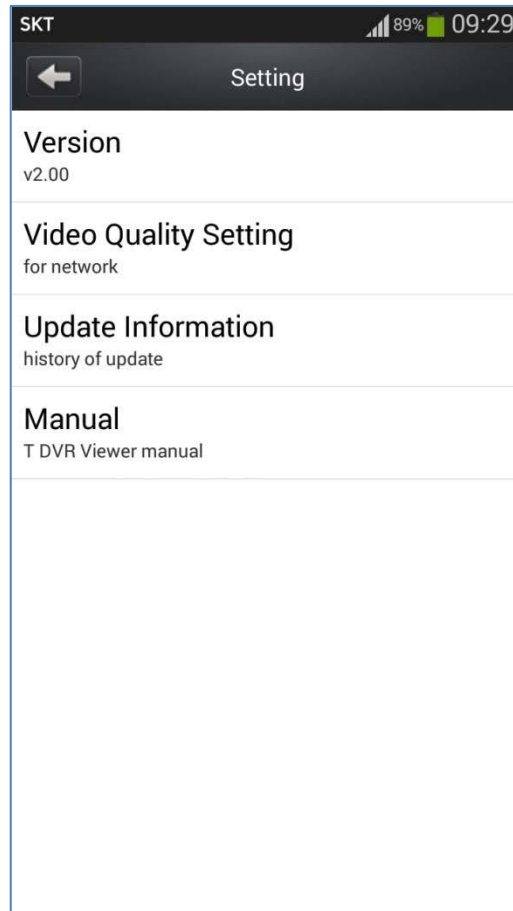 SKT 89% 09:29
Setting
Version
v2.00
Video Quality Setting
for network
Update Information
history of update
Manual
T DVR Viewer manual